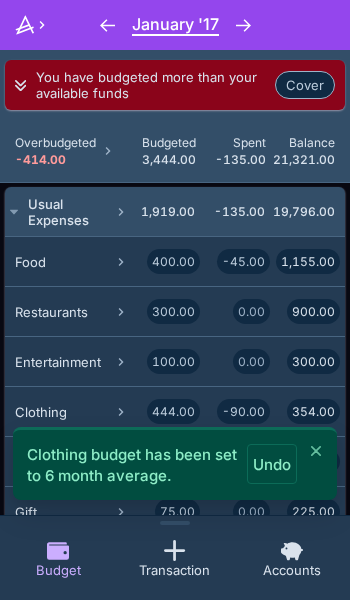 January '17
You have budgeted more than your
available funds
Cover
Overbudgeted Budgeted Spent Balance
-414.00 3,444.00 -135.00 21,321.00
Usual
Expenses 1,919.00 -135.00 19,796.00
Food 400.00 -45.00 1,155.00
Restaurants 300.00 0.00 900.00
Entertainment 100.00 0.00 300.00
Clothing 444.00 -90.00 354.00
Clothing budget has been set
to 6 month average.
Undo
Gift 75.00 0.00 225.00
Budget Transaction Accounts